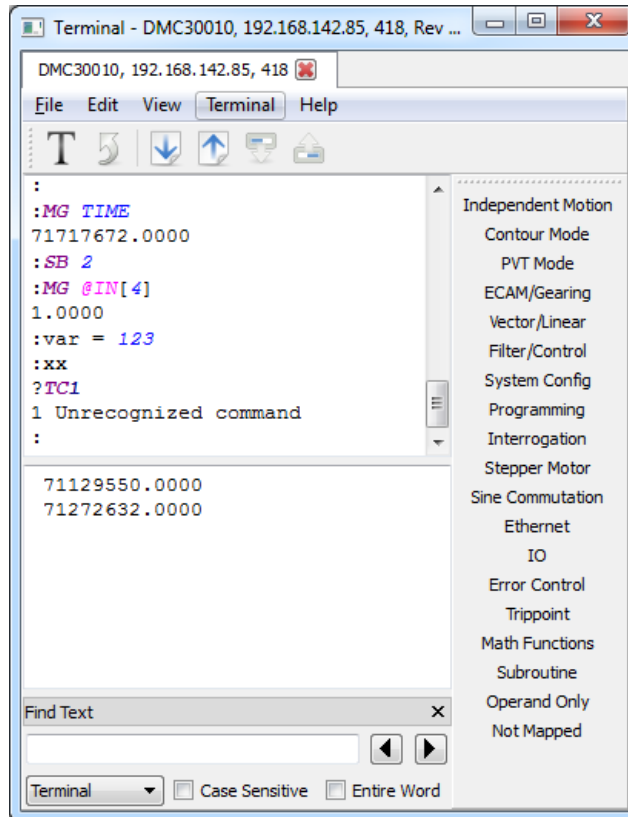 Terminal - DMC30010, 192.168.142.85, 418, Rev ...
DMC30010, 192.168.142.85, 418
File Edit View Terminal Help
T
:
:MG TIME
71717672.0000
:SB 2
:MG @IN[4]
1.0000
:var = 123
:xx
?TC1
1 Unrecognized command
:
71129550.0000
71272632.0000
Independent Motion
Contour Mode
PVT Mode
ECAM/Gearing
Vector/Linear
Filter/Control
System Config
Programming
Interrogation
Stepper Motor
Sine Commutation
Ethernet
IO
Error Control
Trippoint
Math Functions
Subroutine
Operand Only
Not Mapped
Find Text
Terminal Case Sensitive Entire Word